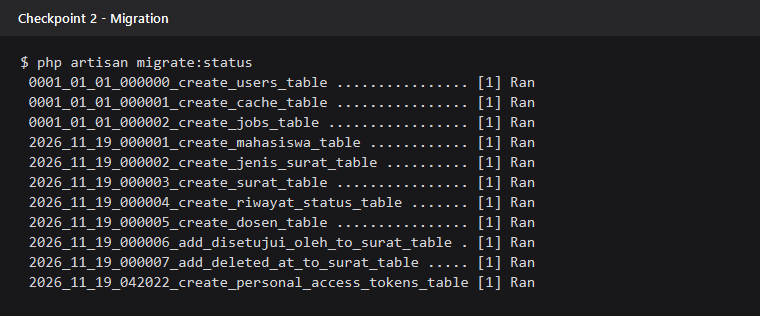 Checkpoint 2 - Migration
$ php artisan migrate:status
0001_01_01_000000_create_users_table ................ [1] Ran
0001_01_01_000001_create_cache_table ................ [1] Ran
0001_01_01_000002_create_jobs_table ................. [1] Ran
2026_11_19_000001_create_mahasiswa_table ............ [1] Ran
2026_11_19_000002_create_jenis_surat_table .......... [1] Ran
2026_11_19_000003_create_surat_table ................ [1] Ran
2026_11_19_000004_create_riwayat_status_table ....... [1] Ran
2026_11_19_000005_create_dosen_table ................ [1] Ran
2026_11_19_000006_add_disetujui_oleh_to_surat_table . [1] Ran
2026_11_19_000007_add_deleted_at_to_surat_table ..... [1] Ran
2026_11_19_042022_create_personal_access_tokens_table [1] Ran